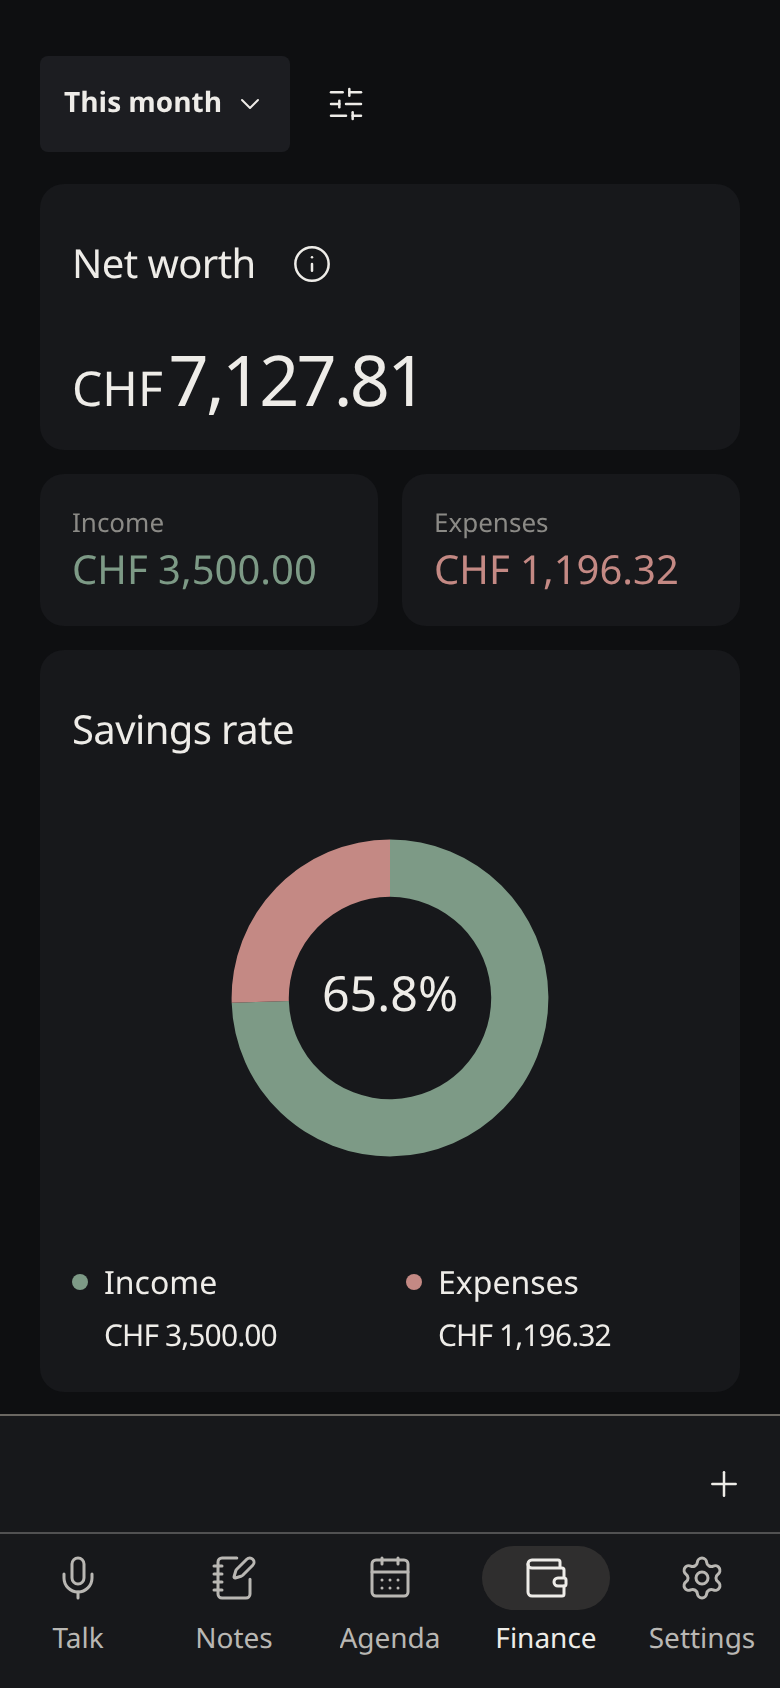 This month
Net worth
CHF 7,127.81
Income
CHF 3,500.00
Expenses
CHF 1,196.32
Savings rate
65.8%
Income
CHF 3,500.00
Expenses
CHF 1,196.32
Talk
Notes
Agenda
Finance
Settings